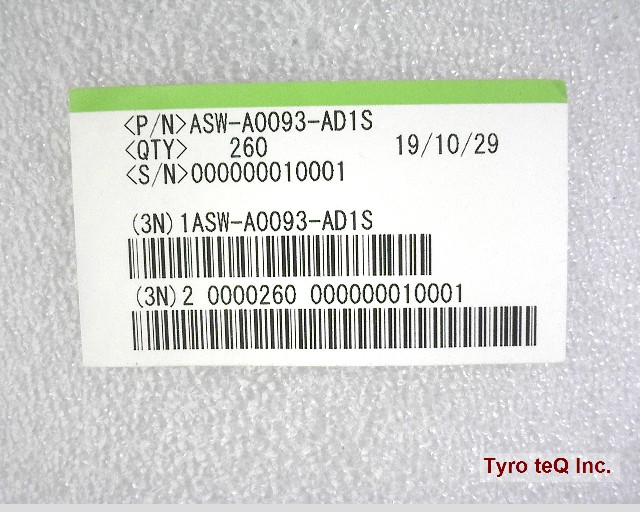 <P/N>ASW-A0093-AD1S
<QTY> 260 19/10/29
<S/N>000000010001
(3N)1ASW-A0093-AD1S
(3N)2 0000260 000000010001
Tyro teQ Inc.